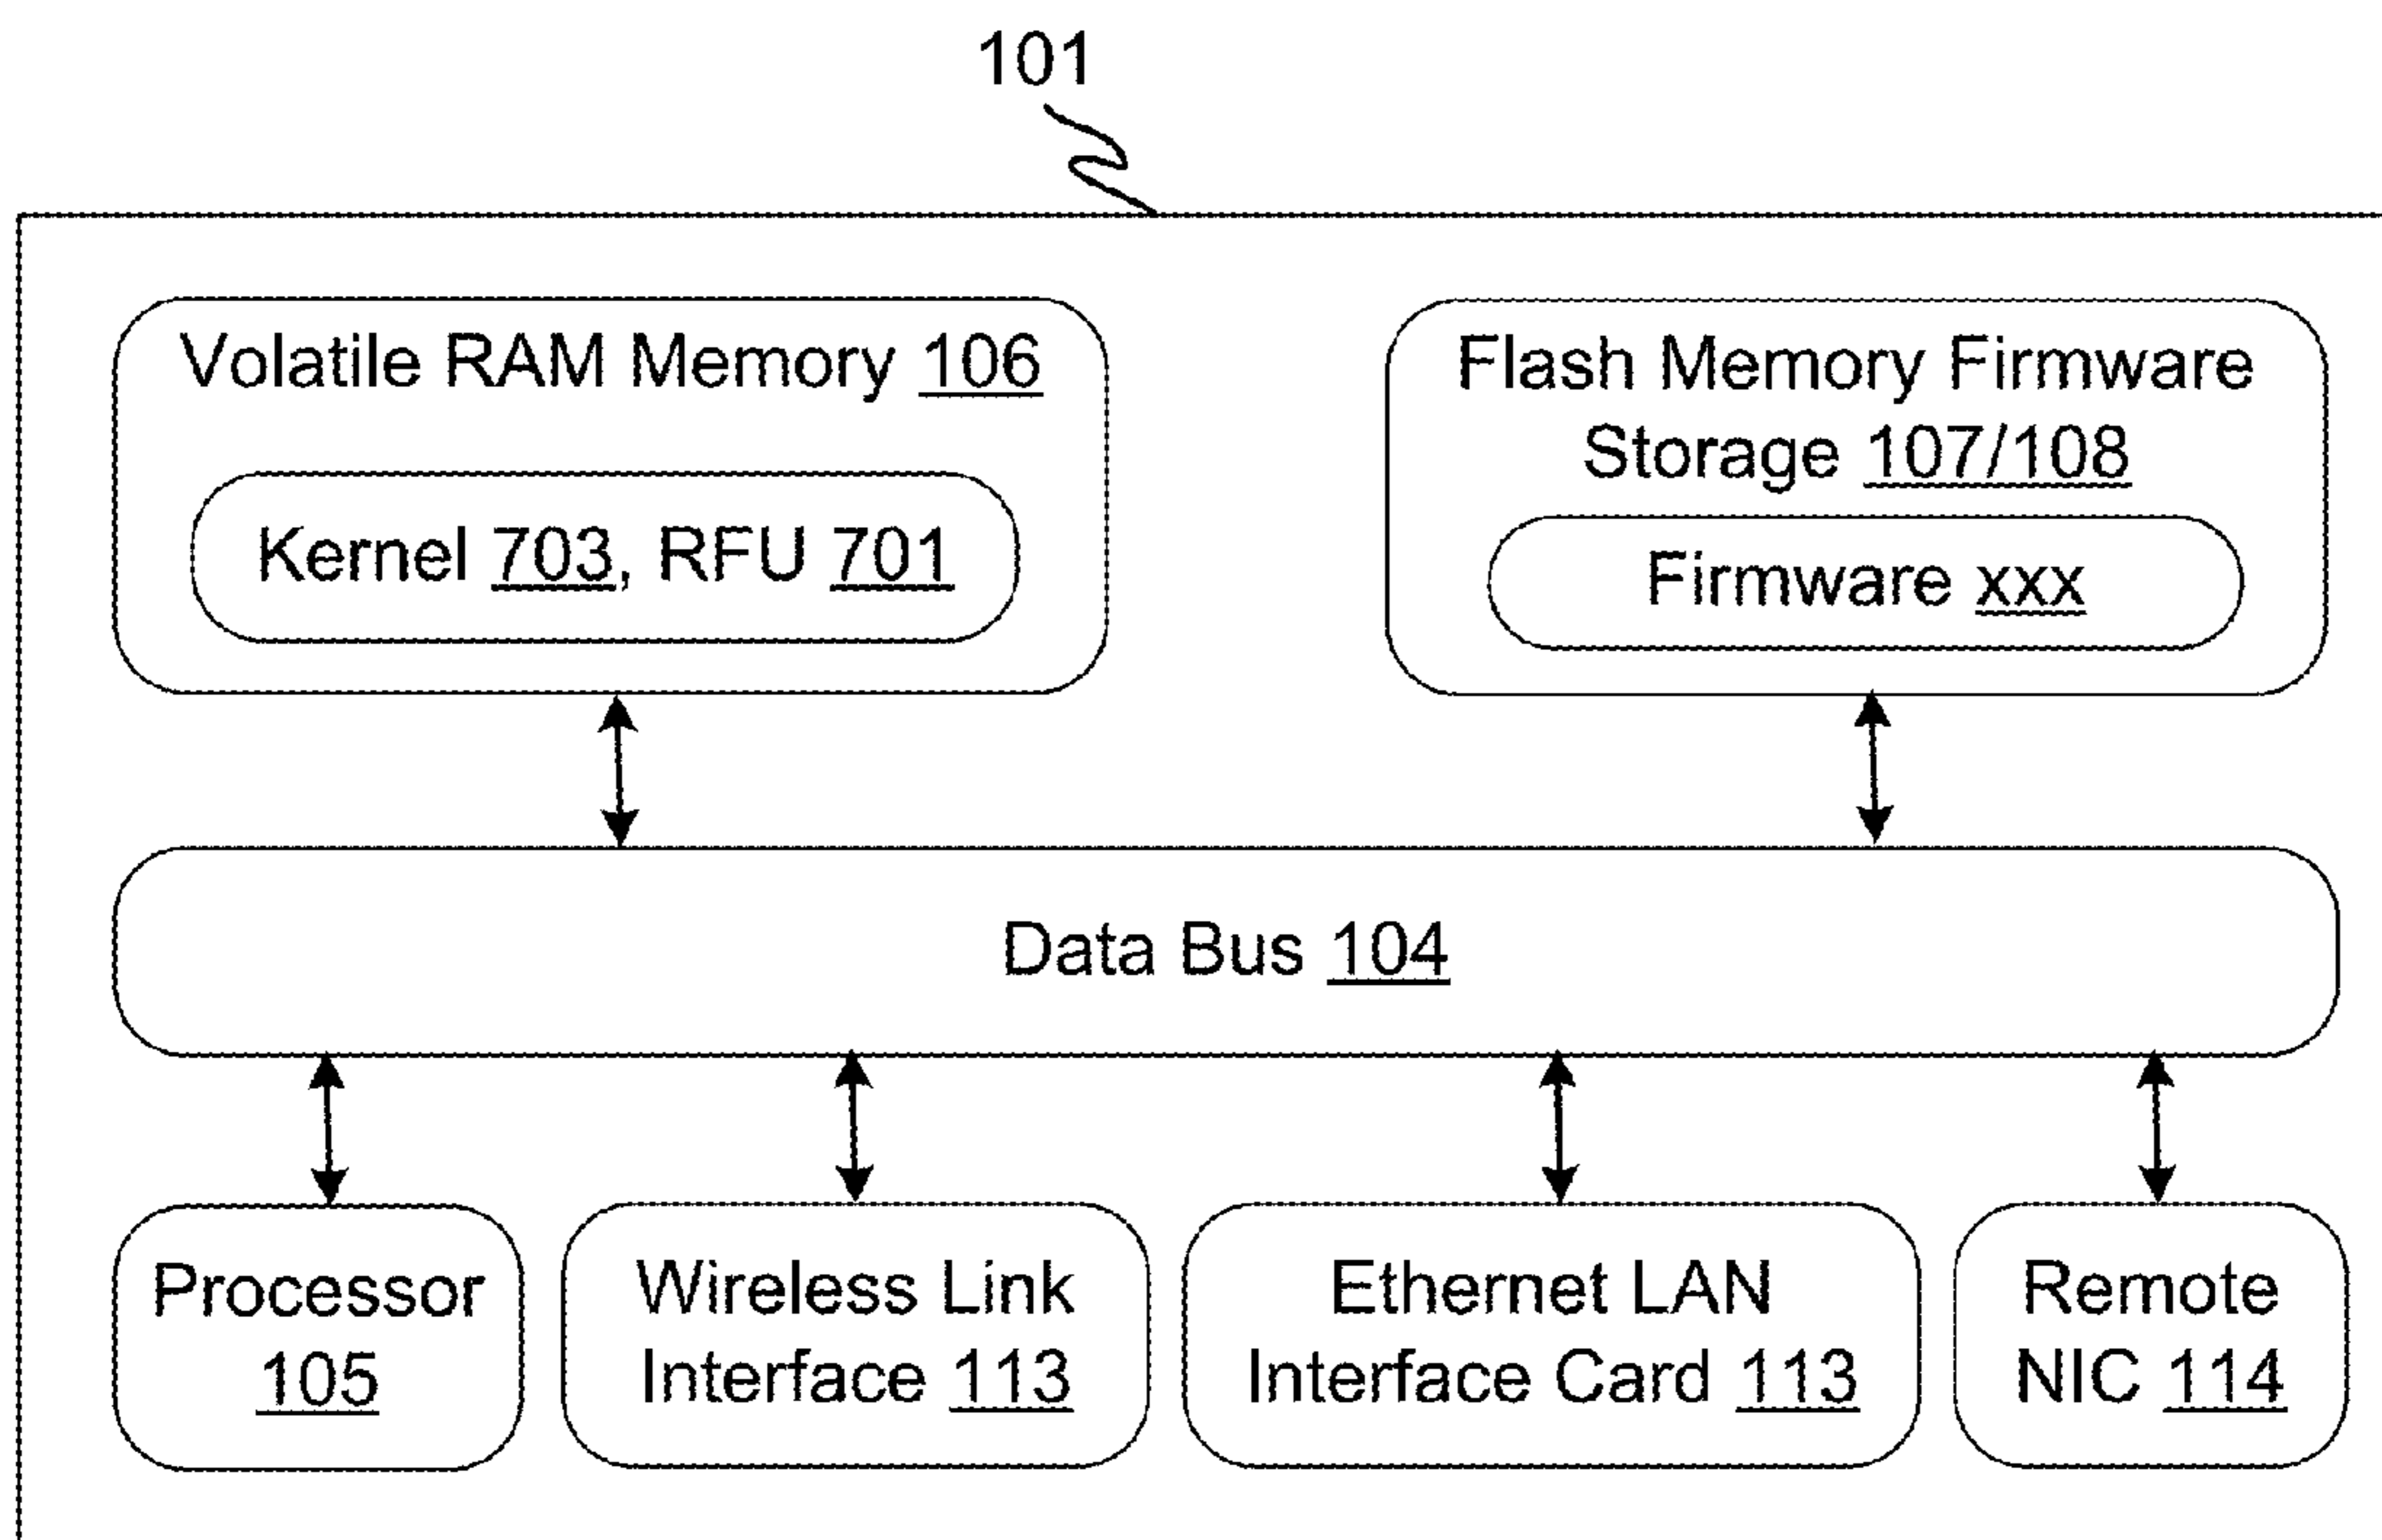 101
Volatile RAM Memory 106
Kernel 703, RFU 701
Flash Memory Firmware
Storage 107/108
Firmware xxx
Data Bus 104
Processor
105
Wireless Link
Interface 113
Ethernet LAN
Interface Card 113
Remote
NIC 114